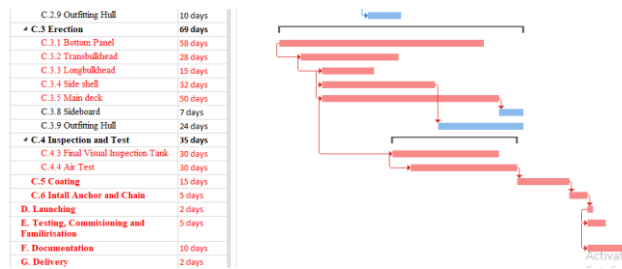 C.2.9 Outfitting Hull 10 days
C.3 Erection 69 days
C.3.1 Bottom Panel 58 days
C.3.2 Transbulkhead 28 days
C.3.3 Longbulkhead 15 days
C.3.4 Side shell 32 days
C.3.5 Main deck 50 days
C.3.8 Sideboard 7 days
C.3.9 Outfitting Hull 24 days
C.4 Inspection and Test 35 days
C.4.3 Final Visual Inspection Tank 30 days
C.4.4 Air Test 30 days
C.5 Coating 15 days
C.6 Intall Anchor and Chain 5 days
D. Launching 2 days
E. Testing, Commisioning and 5 days
Familirisation
F. Documentation 10 days
G. Delivery 2 days